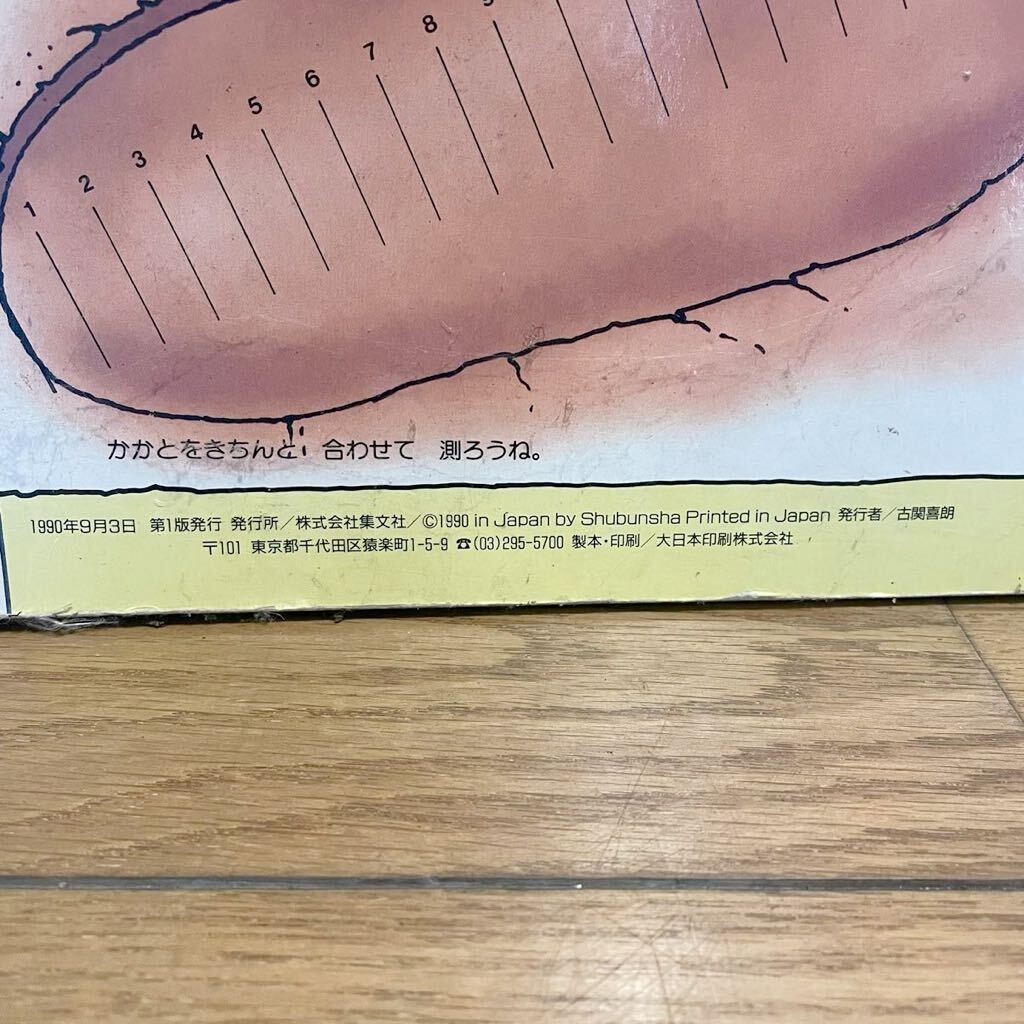 1 2 3 4 5 6 7 8
かかとをきちんと 合わせて 測ろうね。
1990年9月3日 第1版発行 発行所／株式会社集文社／©1990 in Japan by Shubunsha Printed in Japan 発行者／古関喜朗
〒101 東京都千代田区猿楽町1-5-9 ☎(03)295-5700 製本・印刷／大日本印刷株式会社